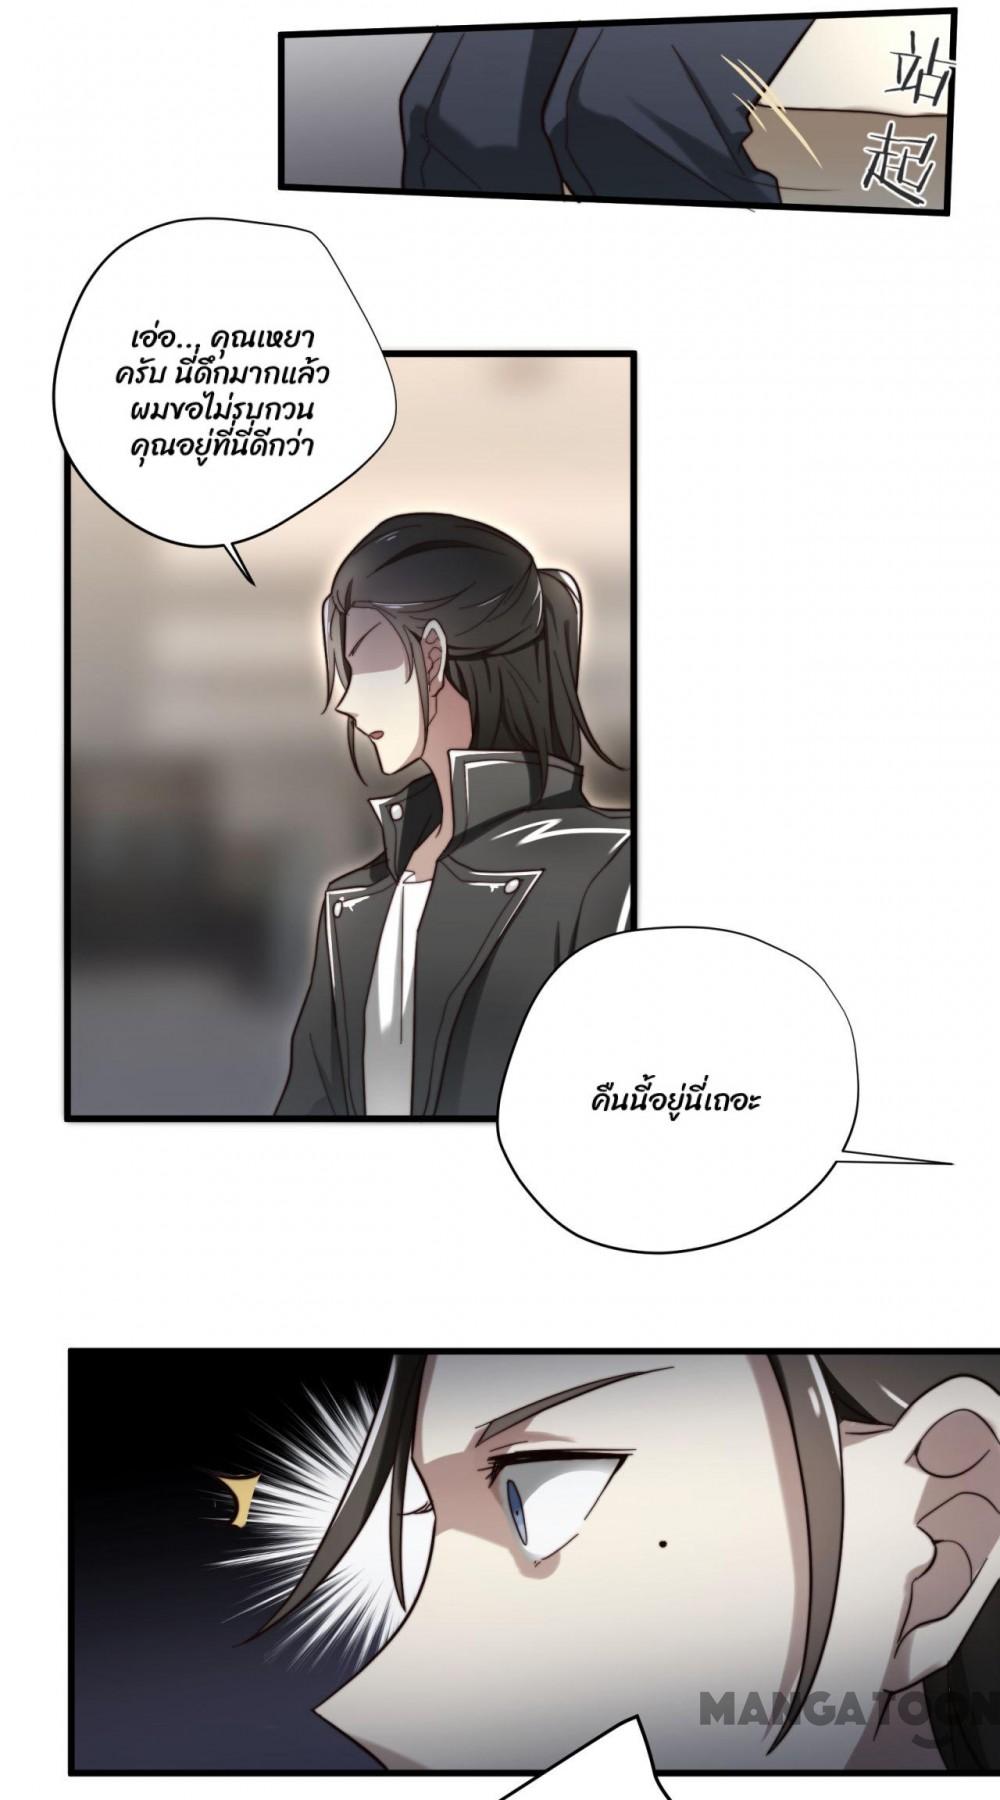 站起
เอ่อ... คุณเหยา
ครับ นี่ดึกมากแล้ว
ผมขอไม่รบกวน
คุณอยู่ที่นี่ดีกว่า
คืนนี้อยู่นี่เถอะ
MANGATOON